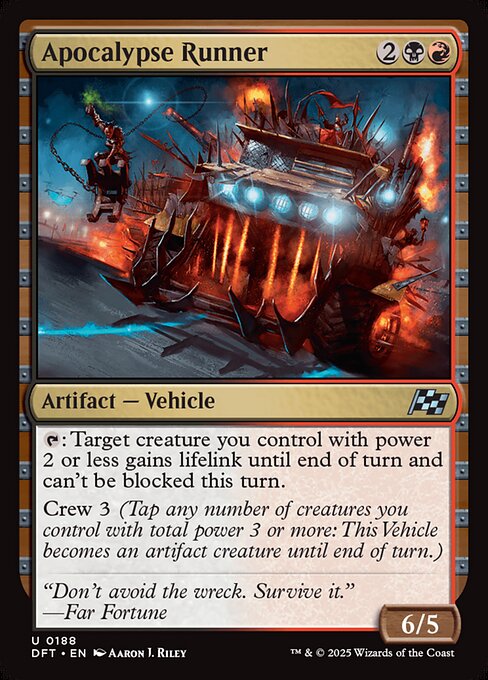 Apocalypse Runner 2
Artifact — Vehicle
: Target creature you control with power
2 or less gains lifelink until end of turn and
can't be blocked this turn.
Crew 3 (Tap any number of creatures you
control with total power 3 or more: This Vehicle
becomes an artifact creature until end of turn.)
"Don't avoid the wreck. Survive it."
—Far Fortune
6/5
U 0188
DFT • EN AARON J. RILEY
™ & © 2025 Wizards of the Coast